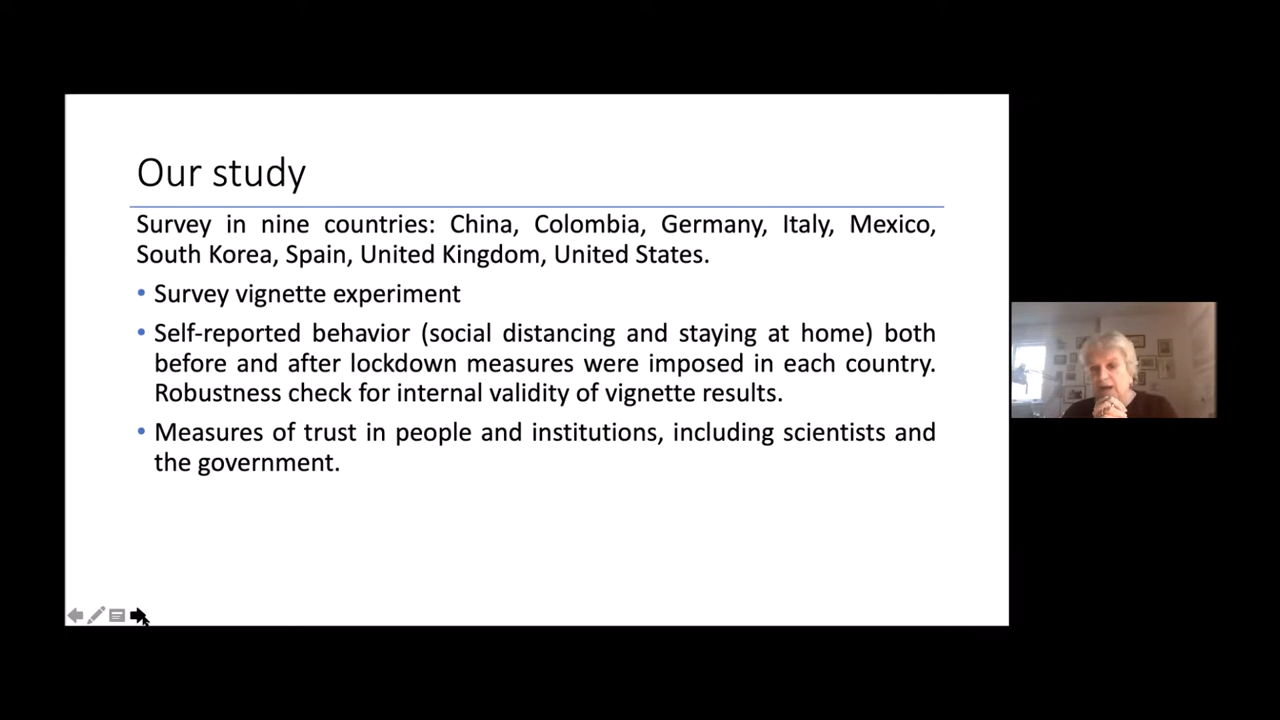 Our study
Survey in nine countries: China, Colombia, Germany, Italy, Mexico,
South Korea, Spain, United Kingdom, United States.
• Survey vignette experiment
• Self-reported behavior (social distancing and staying at home) both
before and after lockdown measures were imposed in each country.
Robustness check for internal validity of vignette results.
• Measures of trust in people and institutions, including scientists and
the government.